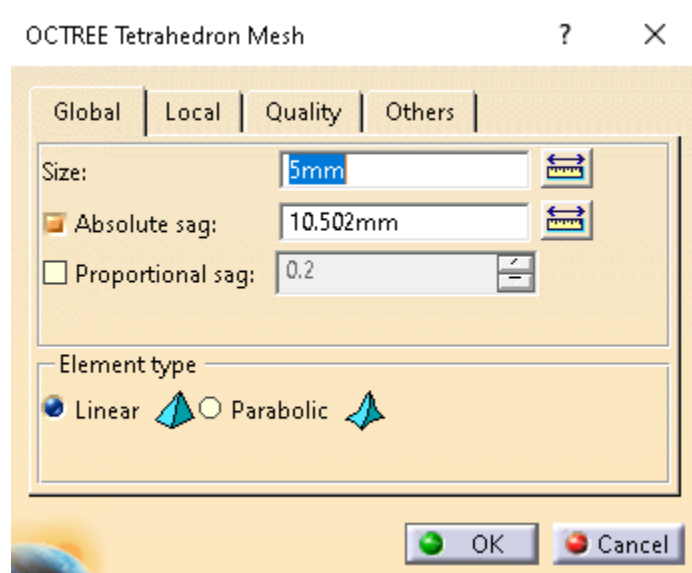 OCTREE Tetrahedron Mesh ?
Global Local Quality Others
Size: 5mm
Absolute sag: 10.502mm
Proportional sag: 0.2
Element type
Linear Parabolic
OK Cancel